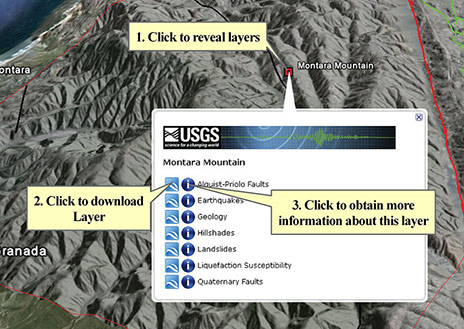 1. Click to reveal layers
Montara Mountain
ontara
USGS
science for a changing world
Montara Mountain
Alquist-Priolo Faults
Earthquakes
Geology
Hillshades
Landslides
Liquefaction Susceptibility
Quaternary Faults
2. Click to download
Layer
3. Click to obtain more
information about this layer
Granada